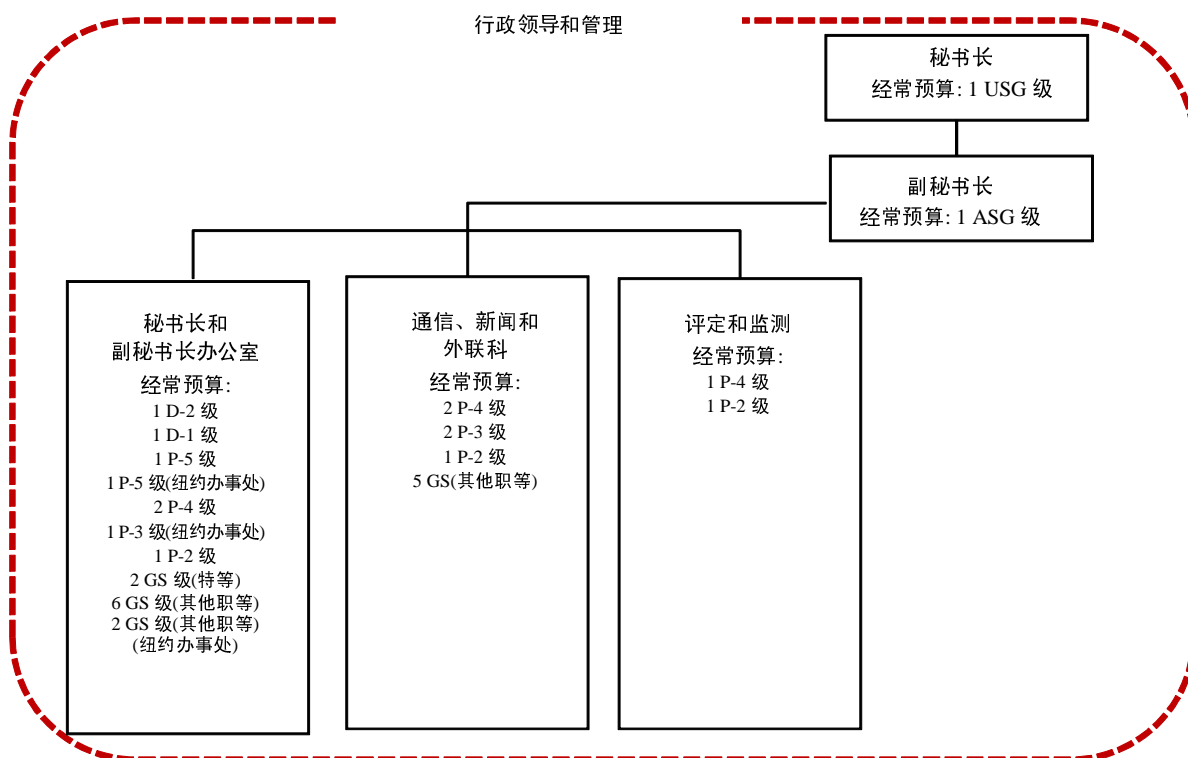 行政领导和管理
秘书长
经常预算: 1 USG 级
副秘书长
经常预算: 1 ASG 级
秘书长和
副秘书长办公室
经常预算:
1 D-2 级
1 D-1 级
1 P-5 级
1 P-5 级(纽约办事处)
2 P-4 级
1 P-3 级(纽约办事处)
1 P-2 级
2 GS 级(特等)
6 GS 级(其他职等)
2 GS 级(其他职等)
(纽约办事处)
通信、新闻和
外联科
经常预算:
2 P-4 级
2 P-3 级
1 P-2 级
5 GS(其他职等)
评定和监测
经常预算:
1 P-4 级
1 P-2 级